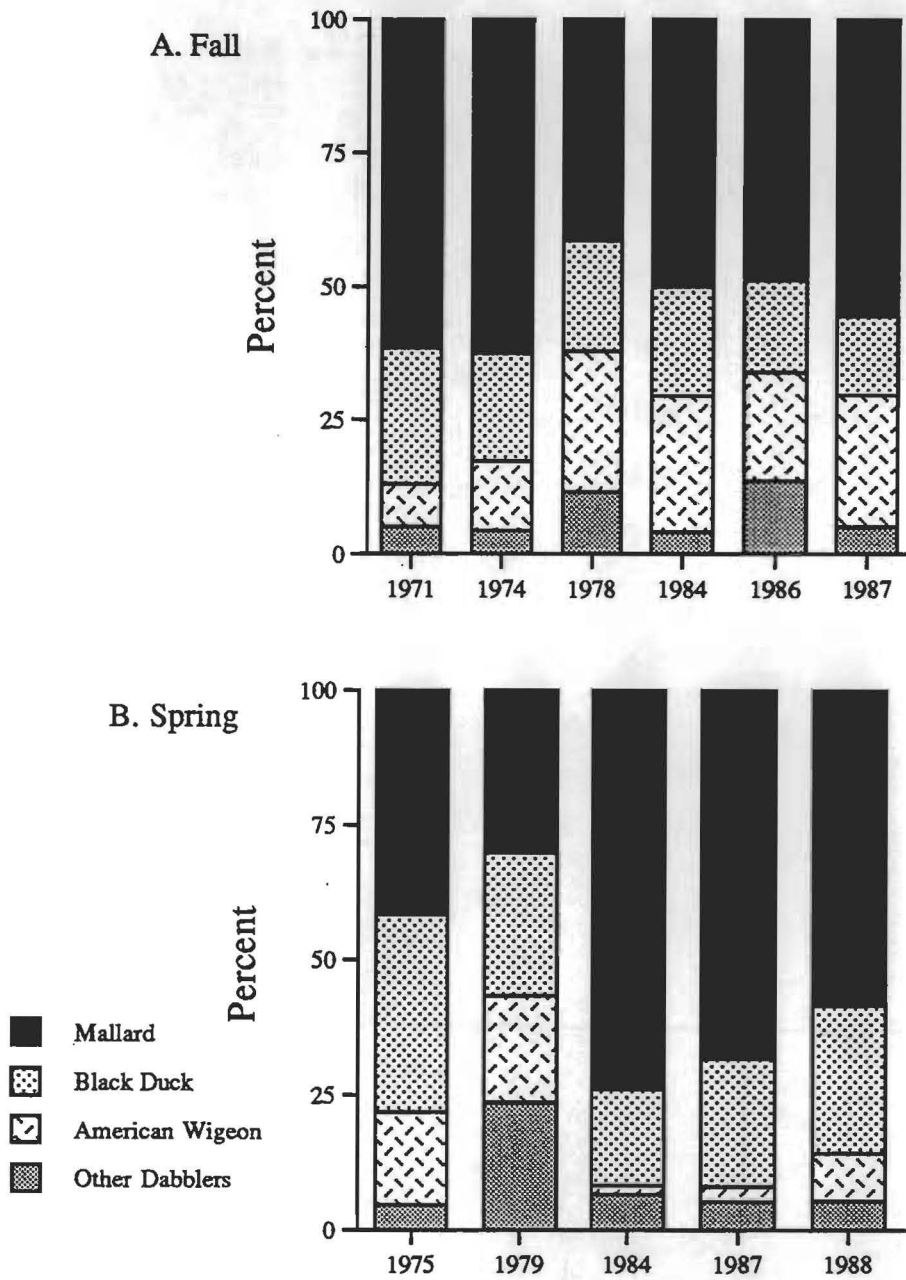 A. Fall
100
75
50
25
0
Percent
1971 1974 1978 1984 1986 1987
B. Spring
100
75
50
25
0
Percent
1975 1979 1984 1987 1988
Mallard
Black Duck
American Wigeon
Other Dabblers